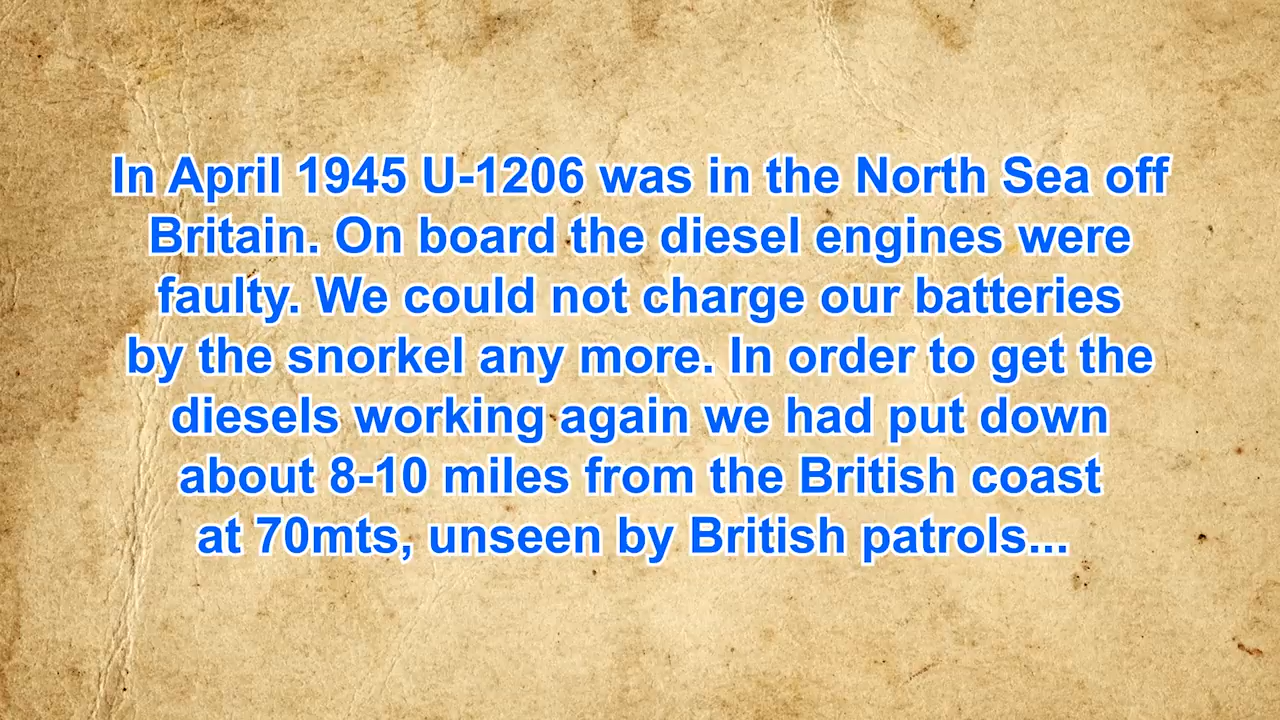 In April 1945 U-1206 was in the North Sea off
Britain. On board the diesel engines were
faulty. We could not charge our batteries
by the snorkel any more. In order to get the
diesels working again we had put down
about 8-10 miles from the British coast
at 70mts, unseen by British patrols...